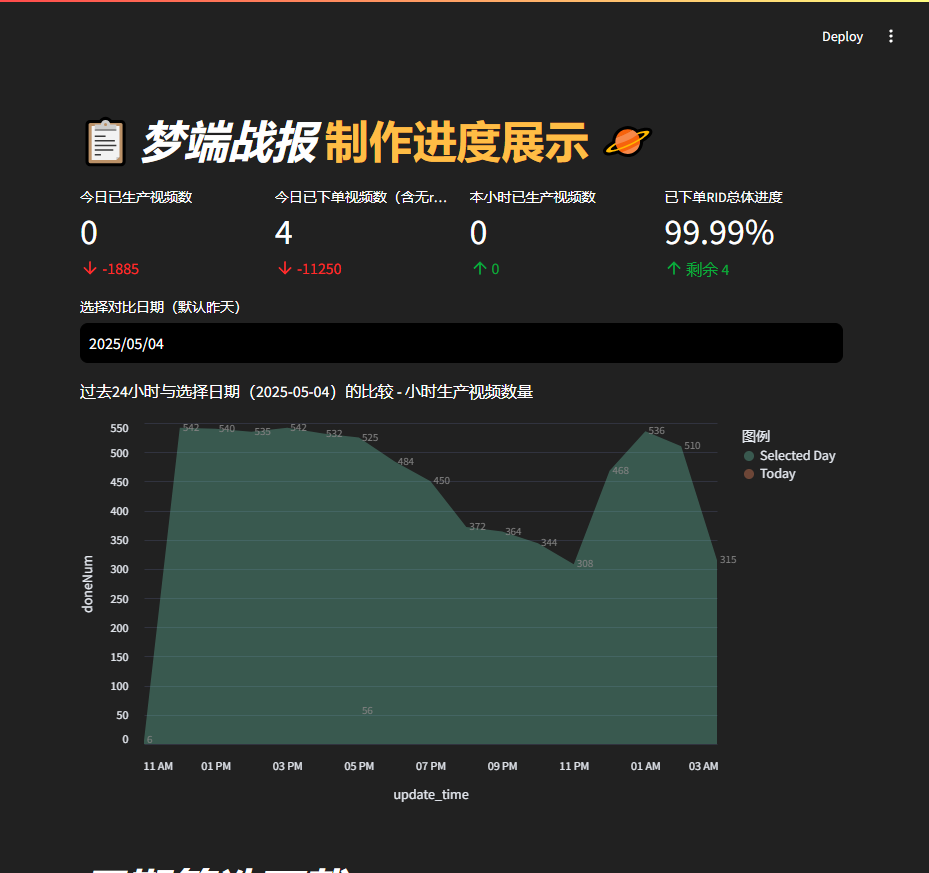 Deploy
梦端战报 制作进度展示
今日已生产视频数
0
-1885
今日已下单视频数（含无r...
4
-11250
本小时已生产视频数
0
0
已下单RID总体进度
99.99%
剩余 4
选择对比日期（默认昨天）
2025/05/04
过去24小时与选择日期（2025-05-04）的比较 - 小时生产视频数量
550
500
450
400
350
300
250
200
150
100
50
0
doneNum
542 540 535 542 532 525 484 450 372 364 344 308 468 536 510 315
56
6
11 AM 01 PM 03 PM 05 PM 07 PM 09 PM 11 PM 01 AM 03 AM
update_time
图例
Selected Day
Today